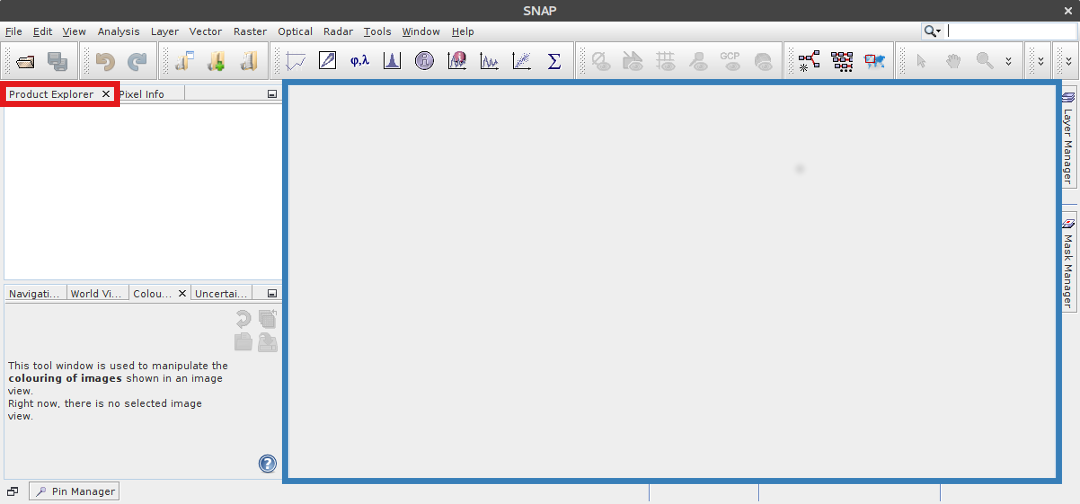 SNAP
File Edit View Analysis Layer Vector Raster Optical Radar Tools Window Help
φ,λ Σ GCP
Product Explorer Pixel Info
Layer Manager
Mask Manager
Navigati... World Vi... Colou... Uncertai...
This tool window is used to manipulate the
colouring of images shown in an image
view.
Right now, there is no selected image
view.
Pin Manager